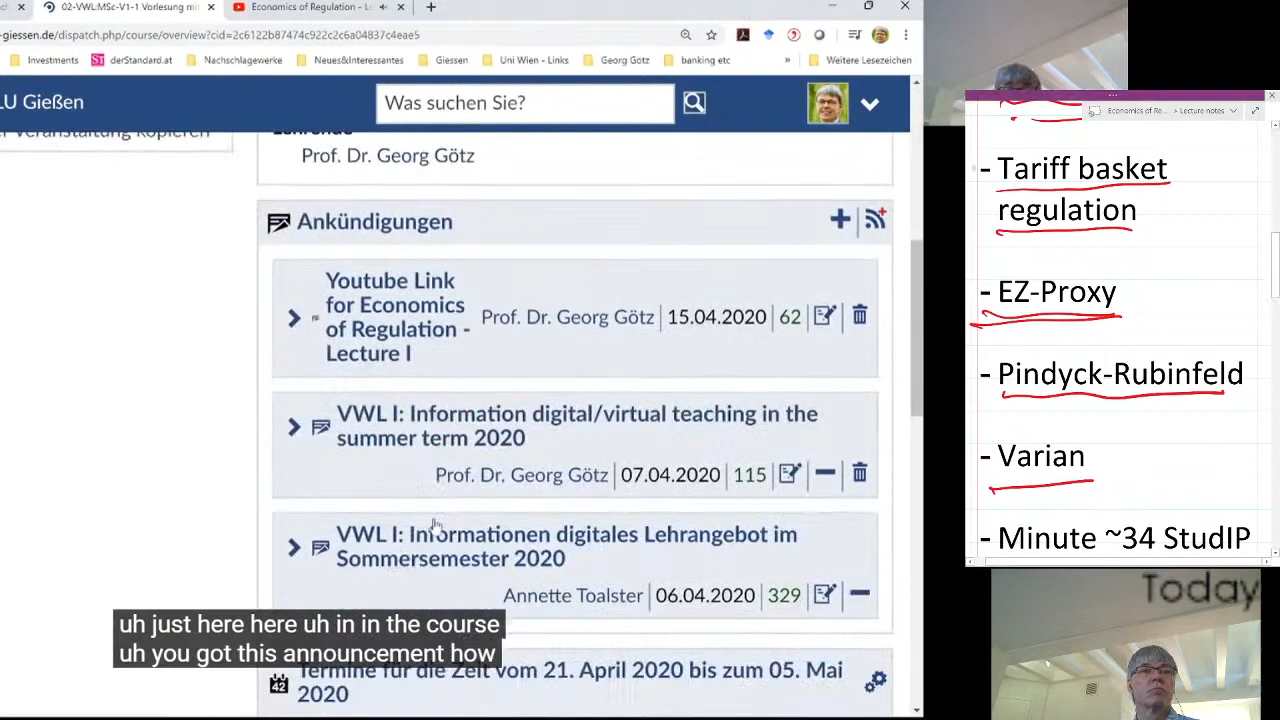 02-VWL:MSc-V1-1 Vorlesung mi
Economics of Regulation - L
-giessen.de/dispatch.php/course/overview?cid=2c6122b87474c922c2c6a04837c4eae5
Investments
derStandard.at
Nachschlagewerke
Neues&Interessantes
Giessen
Uni Wien - Links
Georg Götz
banking etc
»
Weitere Lesezeichen
LU Gießen
Was suchen Sie?
er Veranstaltung kopieren
Lehrende
Prof. Dr. Georg Götz
Ankündigungen
Youtube Link
for Economics
of Regulation -
Lecture I
Prof. Dr. Georg Götz | 15.04.2020 | 62
VWL I: Information digital/virtual teaching in the
summer term 2020
Prof. Dr. Georg Götz | 07.04.2020 | 115
VWL I: Informationen digitales Lehrangebot im
Sommersemester 2020
Annette Toalster | 06.04.2020 | 329
Termine für die Zeit vom 21. April 2020 bis zum 05. Mai
2020
42
uh just here here uh in in the course
uh you got this announcement how
Economics of Re... > Lecture notes
- Tariff basket
regulation
- EZ-Proxy
- Pindyck-Rubinfeld
- Varian
- Minute ~34 StudIP
Today